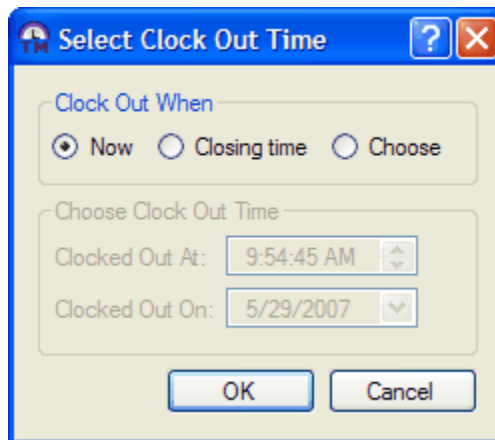 TM Select Clock Out Time ?
Clock Out When
Now Closing time Choose
Choose Clock Out Time
Clocked Out At: 9:54:45 AM
Clocked Out On: 5/29/2007
OK Cancel